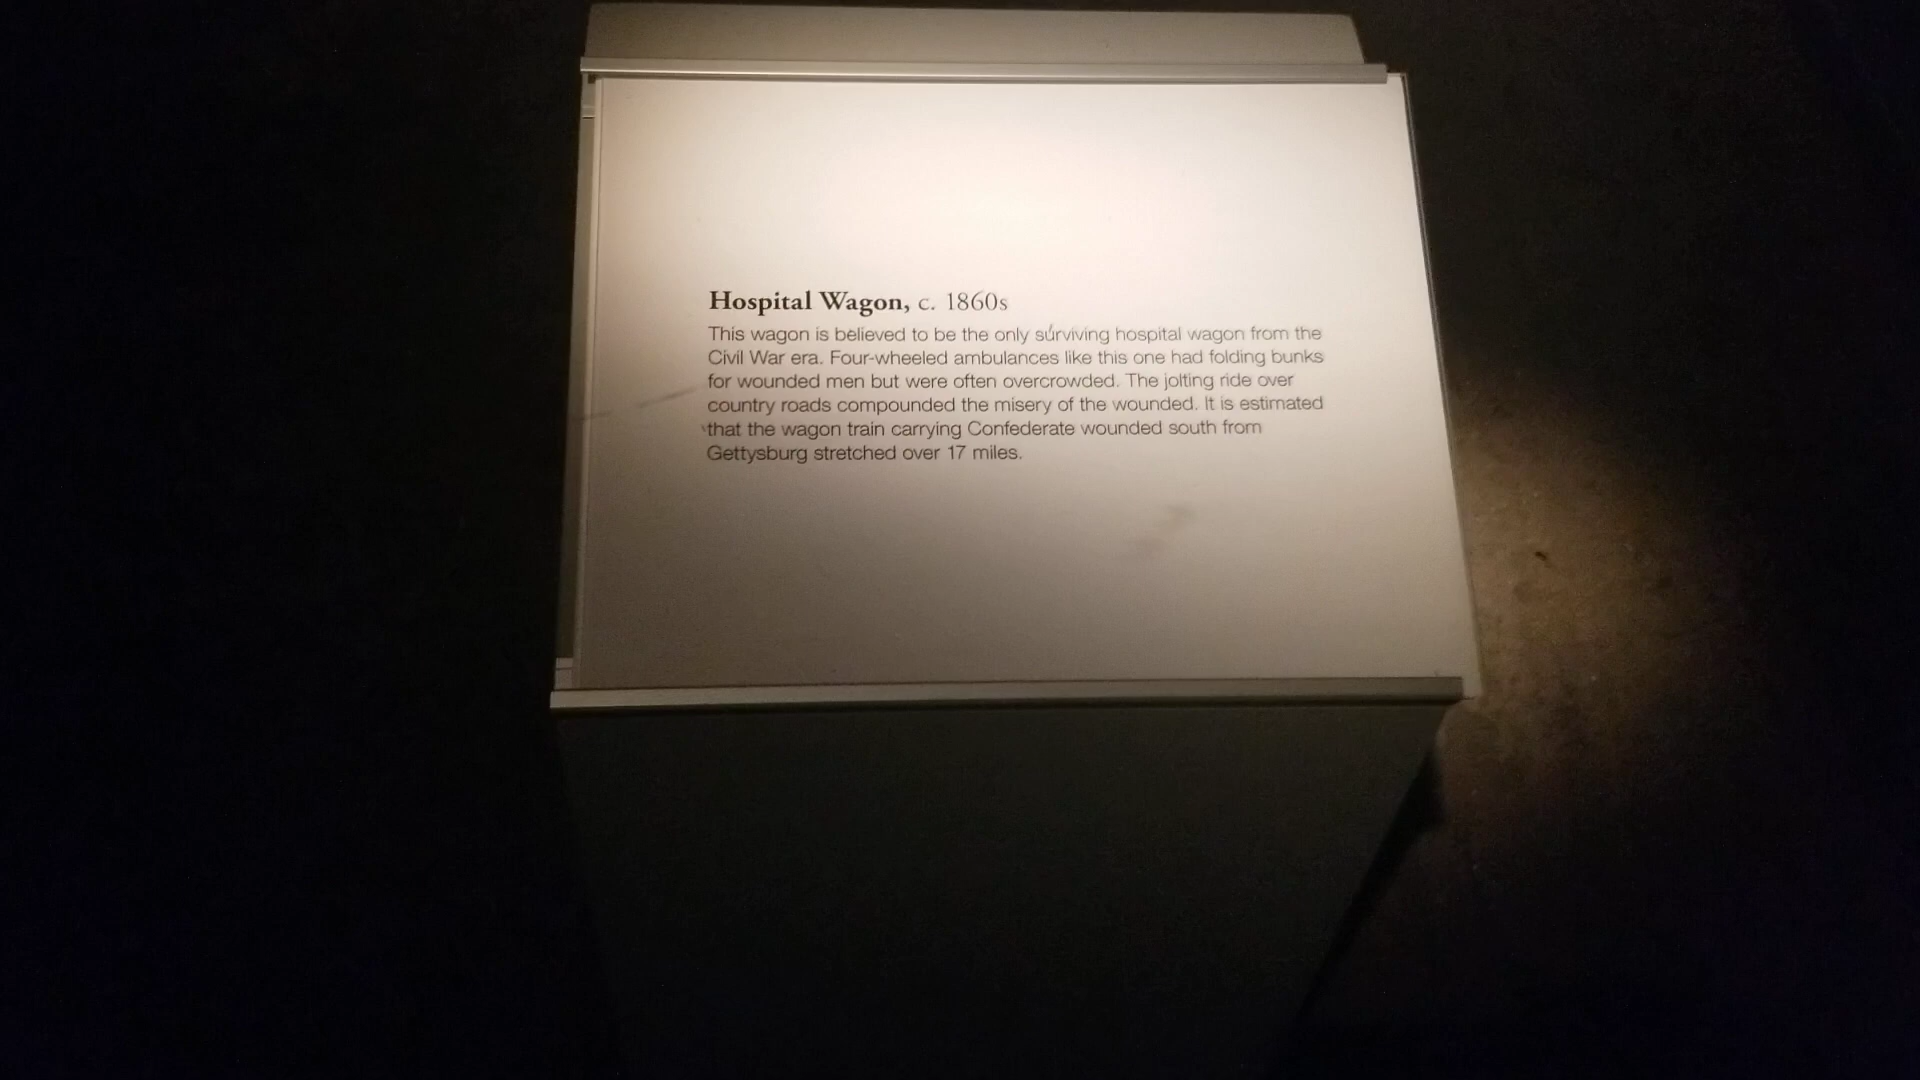 Hospital Wagon, c. 1860s
This wagon is believed to be the only surviving hospital wagon from the
Civil War era. Four-wheeled ambulances like this one had folding bunks
for wounded men but were often overcrowded. The jolting ride over
country roads compounded the misery of the wounded. It is estimated
that the wagon train carrying Confederate wounded south from
Gettysburg stretched over 17 miles.